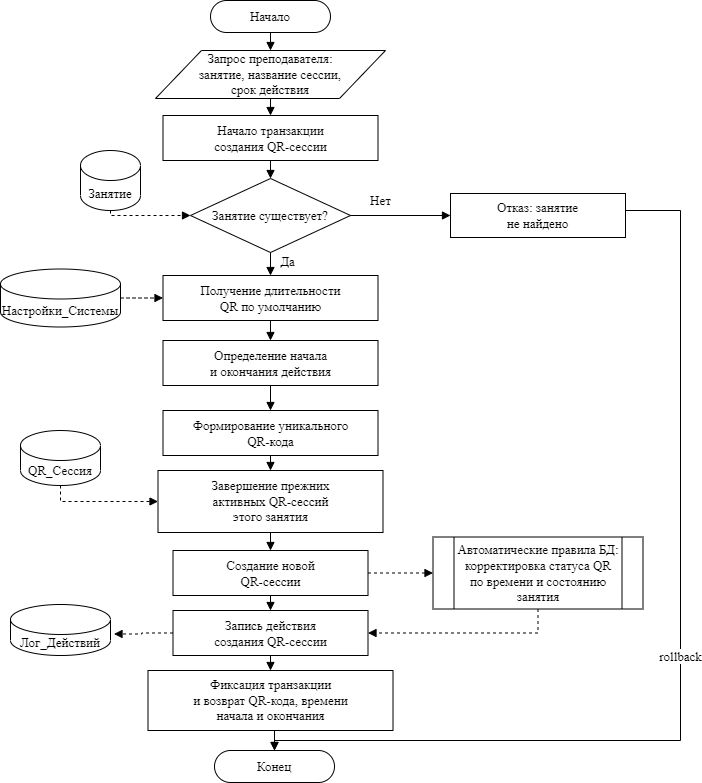 Начало
Запрос преподавателя:
занятие, название сессии,
срок действия
Начало транзакции
создания QR-сессии
Занятие
Занятие существует?
Нет
Отказ: занятие
не найдено
Да
Настройки_Системы
Получение длительности
QR по умолчанию
Определение начала
и окончания действия
Формирование уникального
QR-кода
QR_Сессия
Завершение прежних
активных QR-сессий
этого занятия
Создание новой
QR-сессии
Автоматические правила БД:
корректировка статуса QR
по времени и состоянию
занятия
Лог_Действий
Запись действия
создания QR-сессии
rollback
Фиксация транзакции
и возврат QR-кода, времени
начала и окончания
Конец